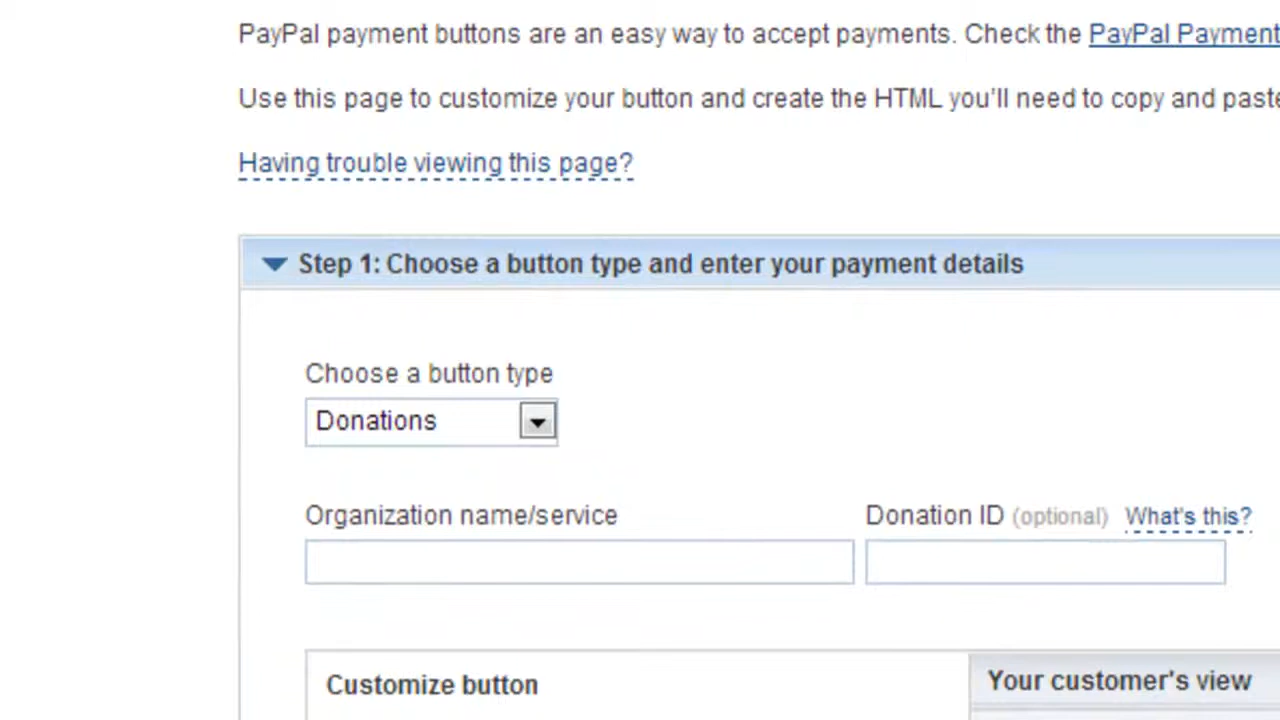 PayPal payment buttons are an easy way to accept payments. Check the PayPal Payment
Use this page to customize your button and create the HTML you'll need to copy and paste
Having trouble viewing this page?
Step 1: Choose a button type and enter your payment details
Choose a button type
Donations
Organization name/service Donation ID (optional) What's this?
Customize button Your customer's view